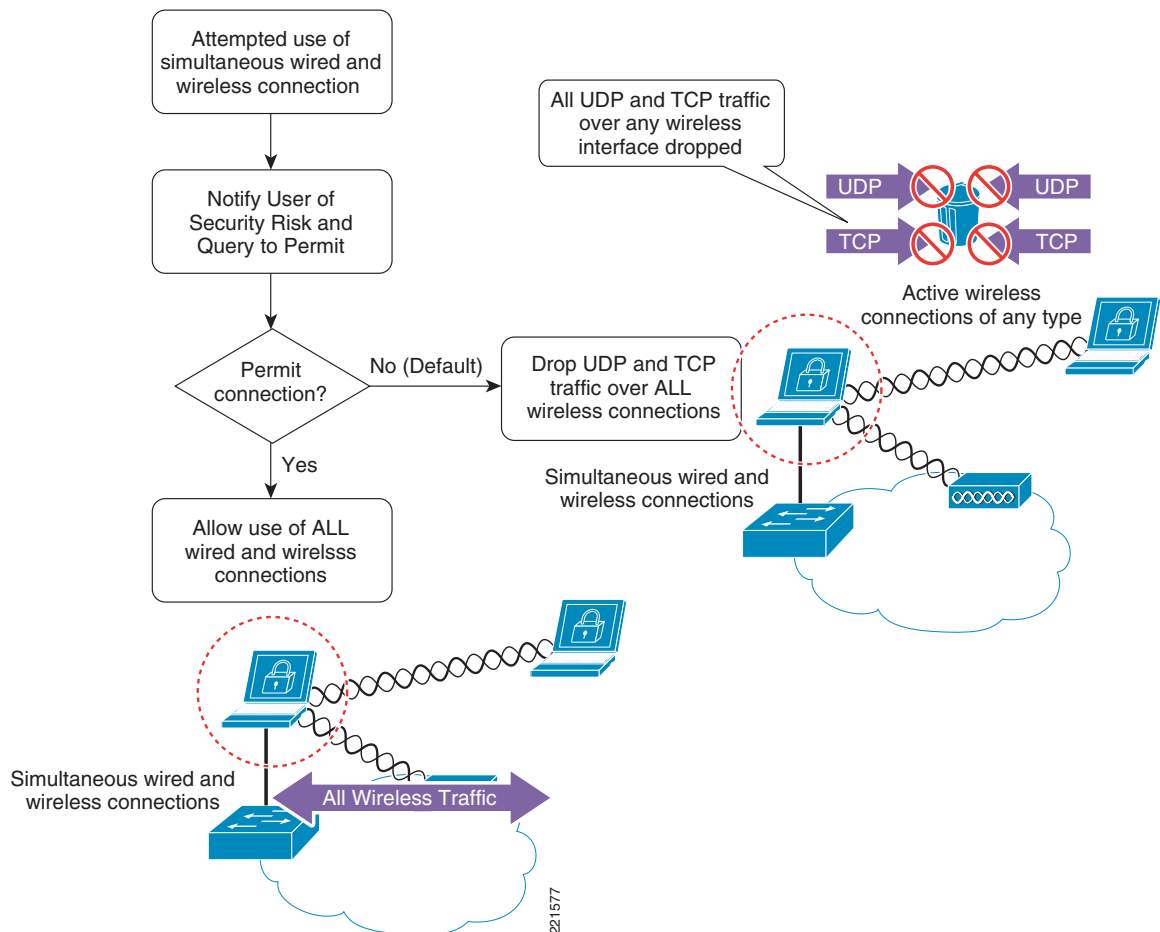 Attempted use of
simultaneous wired and
wireless connection
All UDP and TCP traffic
over any wireless
interface dropped
UDP
UDP
TCP
TCP
Notify User of
Security Risk and
Query to Permit
Active wireless
connections of any type
Permit
connection?
No (Default)
Drop UDP and TCP
traffic over ALL
wireless connections
Yes
Simultaneous wired and
wireless connections
Allow use of ALL
wired and wirelsss
connections
Simultaneous wired and
wireless connections
All Wireless Traffic
221577